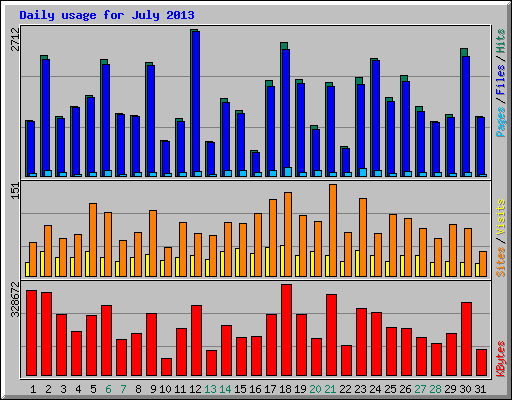 Daily usage for July 2013
2712
Pages / Files / Hits
151
Sites / Visits
328672
KBytes
1 2 3 4 5 6 7 8 9 10 11 12 13 14 15 16 17 18 19 20 21 22 23 24 25 26 27 28 29 30 31